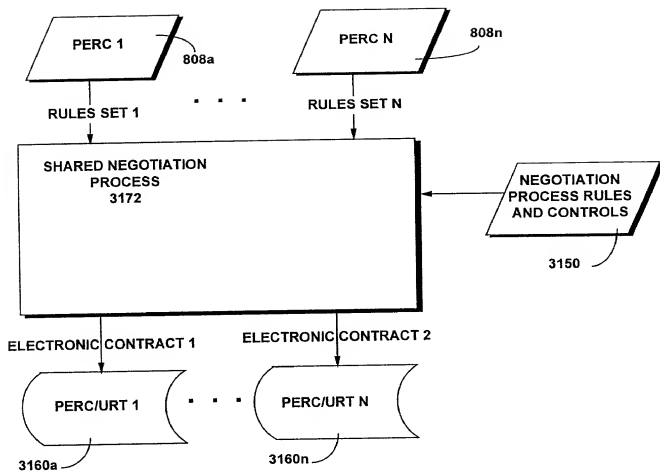 PERC 1
808a
PERC N
808n
RULES SET 1
. . .
RULES SET N
SHARED NEGOTIATION
PROCESS
3172
NEGOTIATION
PROCESS RULES
AND CONTROLS
3150
ELECTRONIC CONTRACT 1
ELECTRONIC CONTRACT 2
PERC/URT 1
. . .
PERC/URT N
3160a
3160n